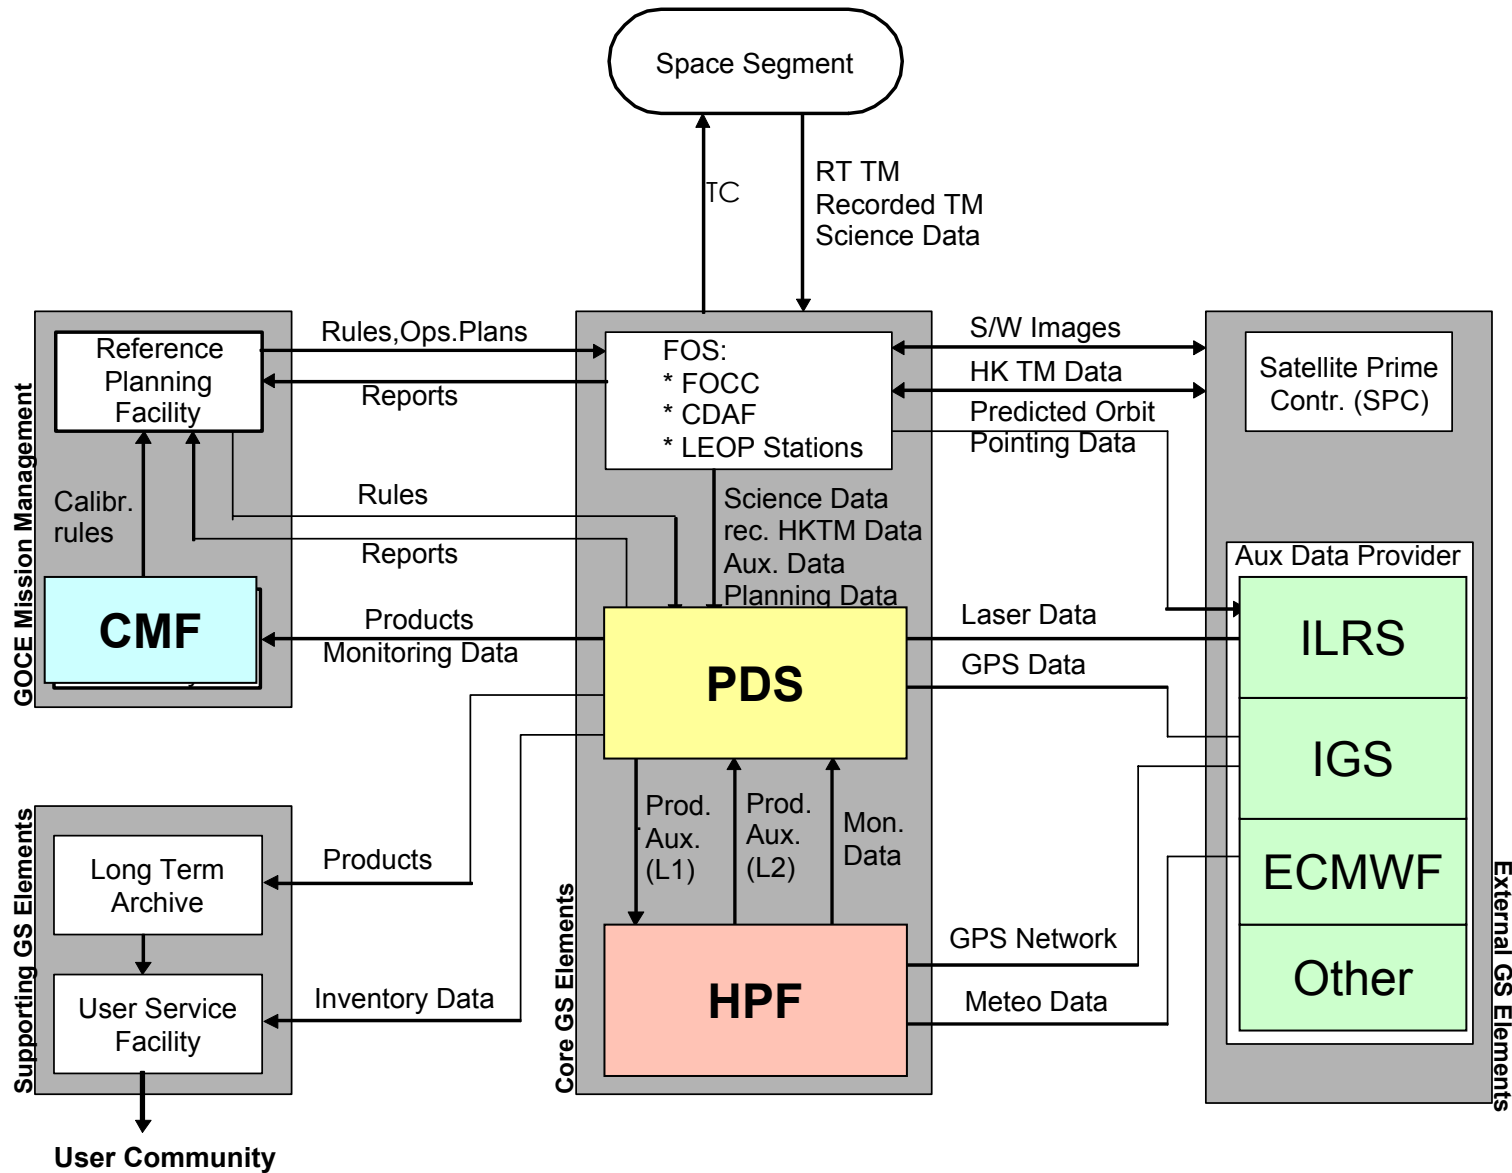 Space Segment
TC
RT TM
Recorded TM
Science Data
GOCE Mission Management
Reference
Planning
Facility
Rules,Ops.Plans
Reports
Calibr.
rules
Rules
Reports
CMF
Products
Monitoring Data
FOS:
* FOCC
* CDAF
* LEOP Stations
Science Data
rec. HKTM Data
Aux. Data
Planning Data
S/W Images
HK TM Data
Predicted Orbit
Pointing Data
Satellite Prime
Contr. (SPC)
Aux Data Provider
ILRS
IGS
ECMWF
Other
Laser Data
GPS Data
PDS
Prod.
Aux.
(L1)
Prod.
Aux.
(L2)
Mon.
Data
HPF
GPS Network
Meteo Data
Core GS Elements
External GS Elements
Supporting GS Elements
Long Term
Archive
Products
User Service
Facility
Inventory Data
User Community